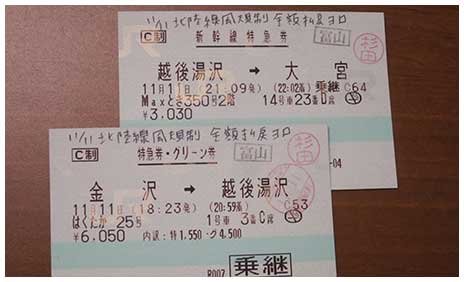 11/11 北陸線風規制 全額払戻ヨロ
C制 新幹線特急券 富山
越後湯沢 → 大宮
11月11日(21:09発) (22:02着) 乗継 C64
Maxとき350号2階 14号車23番D席
¥3,030
-04
11/11 北陸線風規制 全額払戻ヨロ
C制 特急券・グリーン券 富山
金沢 → 越後湯沢
11月11日(18:23発) (20:59着) C53
はくたか25号 1号車 3番C席
¥6,050 内訳:特1,550・グ4,500
R007 乗継